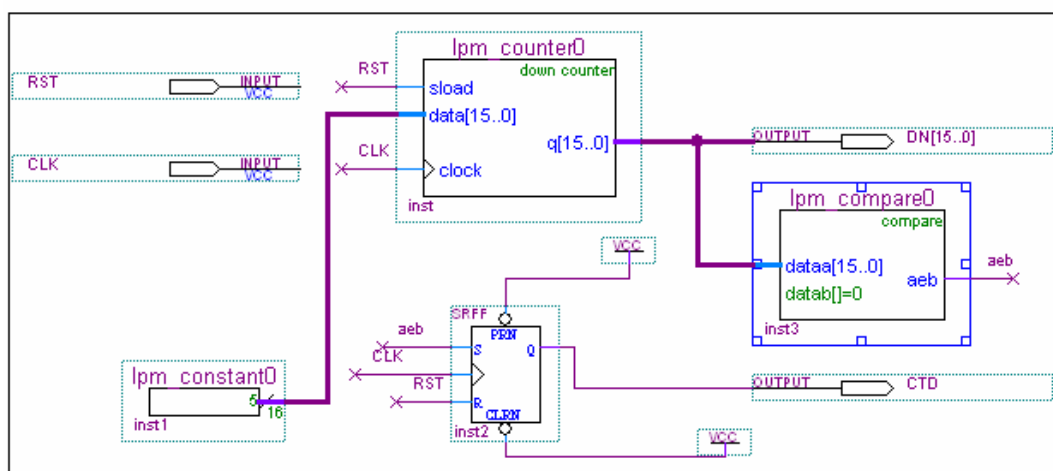 lpm_counter0
down counter
RST
INPUT
VCC
RST
sload
data[15..0]
q[15..0]
OUTPUT
DN[15..0]
CLK
INPUT
VCC
CLK
clock
inst
lpm_compare0
compare
dataa[15..0]
datab[]=0
aeb
aeb
inst3
VCC
SRFF
PRN
aeb
S
Q
CLK
RST
R
CLRN
inst2
OUTPUT
CTD
lpm_constant0
5
16
inst1
VCC